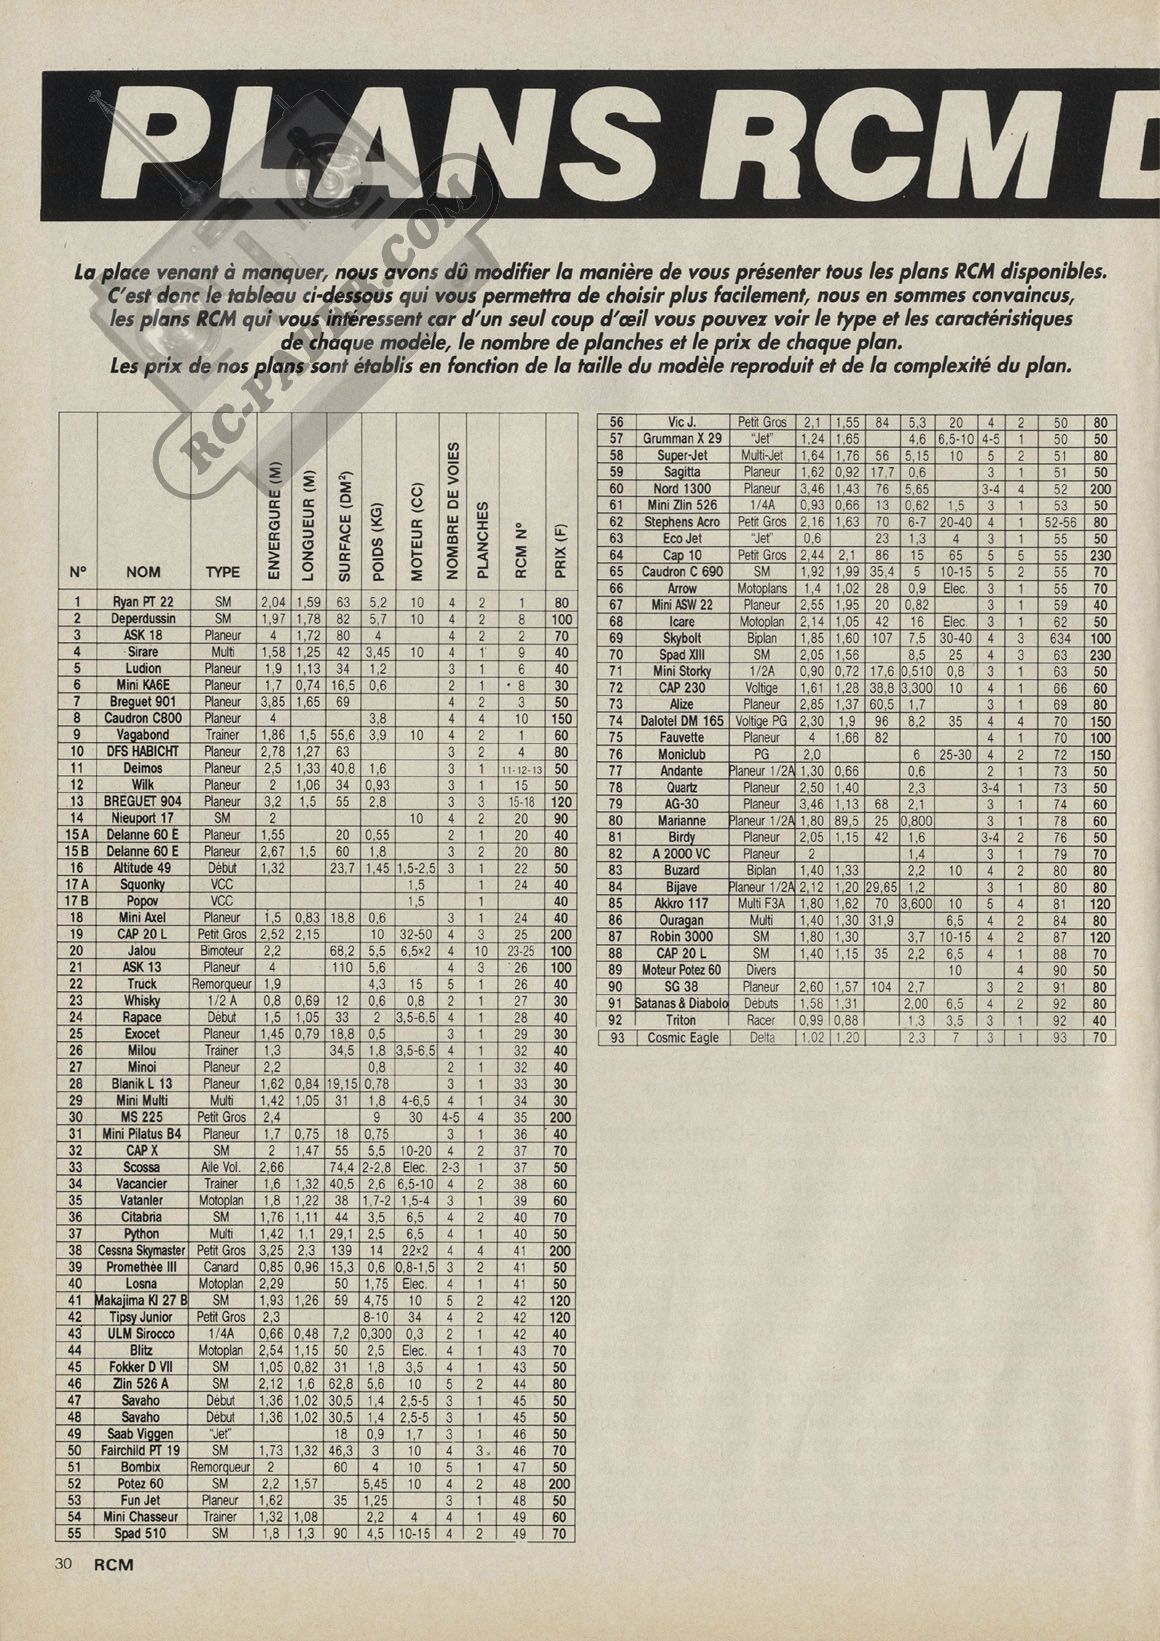 PLANS RCM D
RC-PAPIER.COM
La place venant à manquer, nous avons dû modifier la manière de vous présenter tous les plans RCM disponibles.
C'est donc le tableau ci-dessous qui vous permettra de choisir plus facilement, nous en sommes convaincus,
les plans RCM qui vous intéressent car d'un seul coup d'œil vous pouvez voir le type et les caractéristiques
de chaque modèle, le nombre de planches et le prix de chaque plan.
Les prix de nos plans sont établis en fonction de la taille du modèle reproduit et de la complexité du plan.
N° NOM TYPE ENVERGURE (M) LONGUEUR (M) SURFACE (DM²) POIDS (KG) MOTEUR (CC) NOMBRE DE VOIES PLANCHES RCM N° PRIX (F)
1 Ryan PT 22 SM 2,04 1,59 63 5,2 10 4 2 1 80
2 Deperdussin SM 1,97 1,78 82 5,7 10 4 2 8 100
3 ASK 18 Planeur 4 1,72 80 4 2 2 2 70
4 Sirare Multi 1,58 1,25 42 3,45 10 4 1 9 40
5 Ludion Planeur 1,9 1,13 34 1,2 3 1 6 40
6 Mini KA6E Planeur 1,7 0,74 16,5 0,6 2 1 8 30
7 Breguet 901 Planeur 3,85 1,65 69 4 2 3 50
8 Caudron C800 Planeur 4 3,8 4 4 10 150
9 Vagabond Trainer 1,86 1,5 55,6 3,9 10 4 2 1 60
10 DFS HABICHT Planeur 2,78 1,27 63 3 2 4 80
11 Deimos Planeur 2,5 1,33 40,8 1,6 3 1 11-12-13 50
12 Wilk Planeur 2 1,06 34 0,93 3 1 15 50
13 BREGUET 904 Planeur 3,2 1,5 55 2,8 3 3 15-18 120
14 Nieuport 17 SM 2 10 4 2 20 90
15 A Delanne 60 E Planeur 1,55 20 0,55 2 1 20 40
15 B Delanne 60 E Planeur 2,67 1,5 60 1,8 3 2 20 80
16 Altitude 49 Début 1,32 23,7 1,45 1,5-2,5 3 1 22 50
17 A Squonky VCC 1,5 1 24 40
17 B Popov VCC 1,5 1 40
18 Mini Axel Planeur 1,5 0,83 18,8 0,6 3 1 24 40
19 CAP 20 L Petit Gros 2,52 2,15 10 32-50 4 3 25 200
20 Jalou Bimoteur 2,2 68,2 5,5 6,5×2 4 10 23-25 100
21 ASK 13 Planeur 4 110 5,6 4 3 26 100
22 Truck Remorqueur 1,9 4,3 15 5 1 26 40
23 Whisky 1/2 A 0,8 0,69 12 0,6 0,8 2 1 27 30
24 Rapace Début 1,5 1,05 33 2 3,5-6,5 4 1 28 40
25 Exocet Planeur 1,45 0,79 18,8 0,5 3 1 29 30
26 Milou Trainer 1,3 34,5 1,8 3,5-6,5 4 1 32 40
27 Minoi Planeur 2,2 0,8 2 1 32 40
28 Blanik L 13 Planeur 1,62 0,84 19,15 0,78 3 1 33 30
29 Mini Multi Multi 1,42 1,05 31 1,8 4-6,5 4 1 34 30
30 MS 225 Petit Gros 2,4 9 30 4-5 4 35 200
31 Mini Pilatus B4 Planeur 1,7 0,75 18 0,75 3 1 36 40
32 CAP X SM 2 1,47 55 5,5 10-20 4 2 37 70
33 Scossa Aile Vol. 2,66 74,4 2-2,8 Elec. 2-3 1 37 50
34 Vacancier Trainer 1,6 1,32 40,5 2,6 6,5-10 4 2 38 60
35 Vatanler Motoplan 1,8 1,22 38 1,7-2 1,5-4 3 1 39 60
36 Citabria SM 1,76 1,11 44 3,5 6,5 4 2 40 70
37 Python Multi 1,42 1,1 29,1 2,5 6,5 4 1 40 50
38 Cessna Skymaster Petit Gros 3,25 2,3 139 14 22×2 4 4 41 200
39 Promethée III Canard 0,85 0,96 15,3 0,6 0,8-1,5 3 2 41 50
40 Losna Motoplan 2,29 50 1,75 Elec. 4 1 41 50
41 Makajima KI 27 B SM 1,93 1,26 59 4,75 10 5 2 42 120
42 Tipsy Junior Petit Gros 2,3 8-10 34 4 2 42 120
43 ULM Sirocco 1/4A 0,66 0,48 7,2 0,300 0,3 2 1 42 40
44 Blitz Motoplan 2,54 1,15 50 2,5 Elec. 4 1 43 70
45 Fokker D VII SM 1,05 0,82 31 1,8 3,5 4 1 43 50
46 Zlin 526 A SM 2,12 1,6 62,8 5,6 10 5 2 44 80
47 Savaho Début 1,36 1,02 30,5 1,4 2,5-5 3 1 45 50
48 Savaho Début 1,36 1,02 30,5 1,4 2,5-5 3 1 45 50
49 Saab Viggen "Jet" 18 0,9 1,7 3 1 46 50
50 Fairchild PT 19 SM 1,73 1,32 46,3 3 10 4 3 46 70
51 Bombix Remorqueur 2 60 4 10 5 1 47 50
52 Potez 60 SM 2,2 1,57 5,45 10 4 2 48 200
53 Fun Jet Planeur 1,62 35 1,25 3 1 48 50
54 Mini Chasseur Trainer 1,32 1,08 2,2 4 4 1 49 60
55 Spad 510 SM 1,8 1,3 90 4,5 10-15 4 2 49 70
56 Vic J. Petit Gros 2,1 1,55 84 5,3 20 4 2 50 80
57 Grumman X 29 "Jet" 1,24 1,65 4,6 6,5-10 4-5 1 50 50
58 Super-Jet Multi-Jet 1,64 1,76 56 5,15 10 5 2 51 80
59 Sagitta Planeur 1,62 0,92 17,7 0,6 3 1 51 50
60 Nord 1300 Planeur 3,46 1,43 76 5,65 3-4 4 52 200
61 Mini Zlin 526 1/4A 0,93 0,66 13 0,62 1,5 3 1 53 50
62 Stephens Acro Petit Gros 2,16 1,63 70 6-7 20-40 4 1 52-56 80
63 Eco Jet "Jet" 0,6 23 1,3 4 3 1 55 50
64 Cap 10 Petit Gros 2,44 2,1 86 15 65 5 5 55 230
65 Caudron C 690 SM 1,92 1,99 35,4 5 10-15 5 2 55 70
66 Arrow Motoplans 1,4 1,02 28 0,9 Elec. 3 1 55 70
67 Mini ASW 22 Planeur 2,55 1,95 20 0,82 3 1 59 40
68 Icare Motoplan 2,14 1,05 42 16 Elec. 3 1 62 50
69 Skybolt Biplan 1,85 1,60 107 7,5 30-40 4 3 634 100
70 Spad XIII SM 2,05 1,56 8,5 25 4 3 63 230
71 Mini Storky 1/2A 0,90 0,72 17,6 0,510 0,8 3 1 63 50
72 CAP 230 Voltige 1,61 1,28 38,8 3,300 10 4 1 66 60
73 Alize Planeur 2,85 1,37 60,5 1,7 3 1 69 80
74 Dalotel DM 165 Voltige PG 2,30 1,9 96 8,2 35 4 4 70 150
75 Fauvette Planeur 4 1,66 82 4 1 70 100
76 Moniclub PG 2,0 6 25-30 4 2 72 150
77 Andante Planeur 1/2A 1,30 0,66 0,6 2 1 73 50
78 Quartz Planeur 2,50 1,40 2,3 3-4 1 73 50
79 AG-30 Planeur 3,46 1,13 68 2,1 3 1 74 60
80 Marianne Planeur 1/2A 1,80 89,5 25 0,800 3 1 78 60
81 Birdy Planeur 2,05 1,15 42 1,6 3-4 2 76 50
82 A 2000 VC Planeur 2 1,4 3 1 79 70
83 Buzard Biplan 1,40 1,33 2,2 10 4 2 80 80
84 Bijave Planeur 1/2A 2,12 1,20 29,65 1,2 3 1 80 80
85 Akkro 117 Multi F3A 1,80 1,62 70 3,600 10 5 4 81 120
86 Ouragan Multi 1,40 1,30 31,9 6,5 4 2 84 80
87 Robin 3000 SM 1,80 1,30 3,7 10-15 4 2 87 120
88 CAP 20 L SM 1,40 1,15 35 2,2 6,5 4 1 88 70
89 Moteur Potez 60 Divers 10 4 90 50
90 SG 38 Planeur 2,60 1,57 104 2,7 3 2 91 80
91 Satanas & Diabolo Débuts 1,58 1,31 2,00 6,5 4 2 92 80
92 Triton Racer 0,99 0,88 1,3 3,5 3 1 92 40
93 Cosmic Eagle Delta 1,02 1,20 2,3 7 3 1 93 70
30 RCM